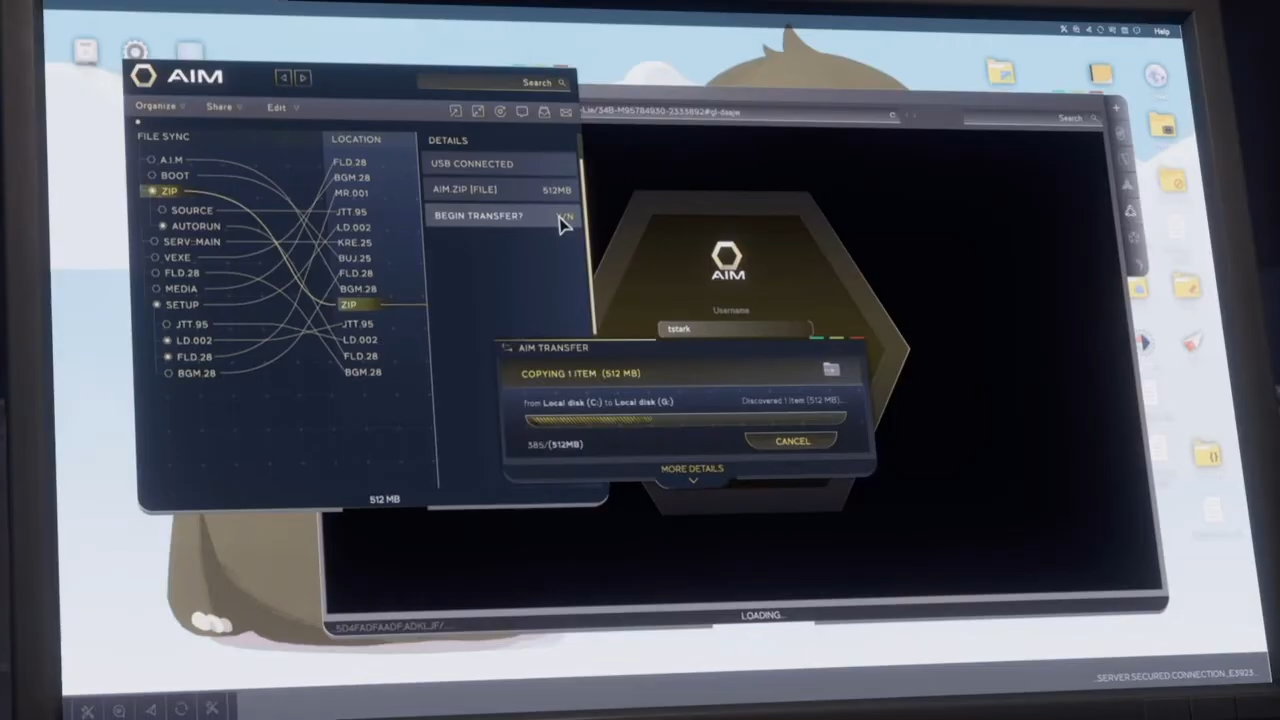 Help
AIM
Search
Organize
Share
Edit
Search
FILE SYNC
LOCATION
DETAILS
A.I.M
BOOT
ZIP
SOURCE
AUTORUN
SERV::MAIN
VEXE
FLD.28
MEDIA
SETUP
JTT.95
LD.002
FLD.28
BGM.28
FLD.28
BGM.28
MR.001
JTT.95
LD.002
KRE.25
BUJ.25
FLD.28
BGM.28
ZIP
JTT.95
LD.002
FLD.28
BGM.28
USB CONNECTED
AIM.ZIP [FILE] 512MB
BEGIN TRANSFER?
512 MB
AIM
Username
tstark
AIM TRANSFER
COPYING 1 ITEM (512 MB)
from Local disk (C:) to Local disk (G:)
Discovered 1 Item (512 MB)...
385/(512MB)
CANCEL
MORE DETAILS
LOADING...
...SERVER SECURED CONNECTION_E3923...